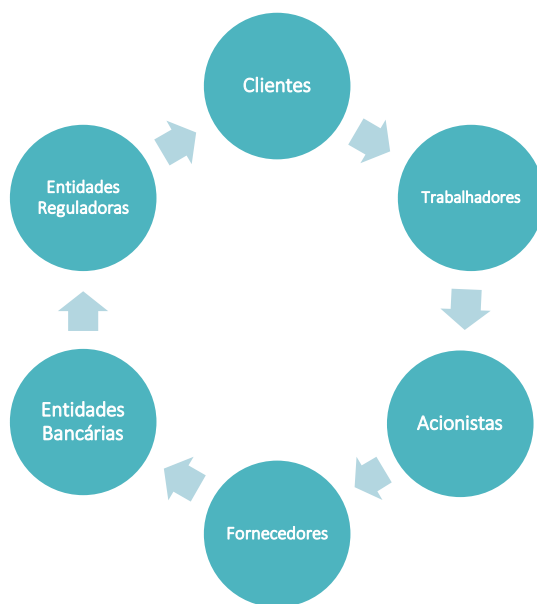 Clientes
Trabalhadores
Acionistas
Fornecedores
Entidades
Bancárias
Entidades
Reguladoras